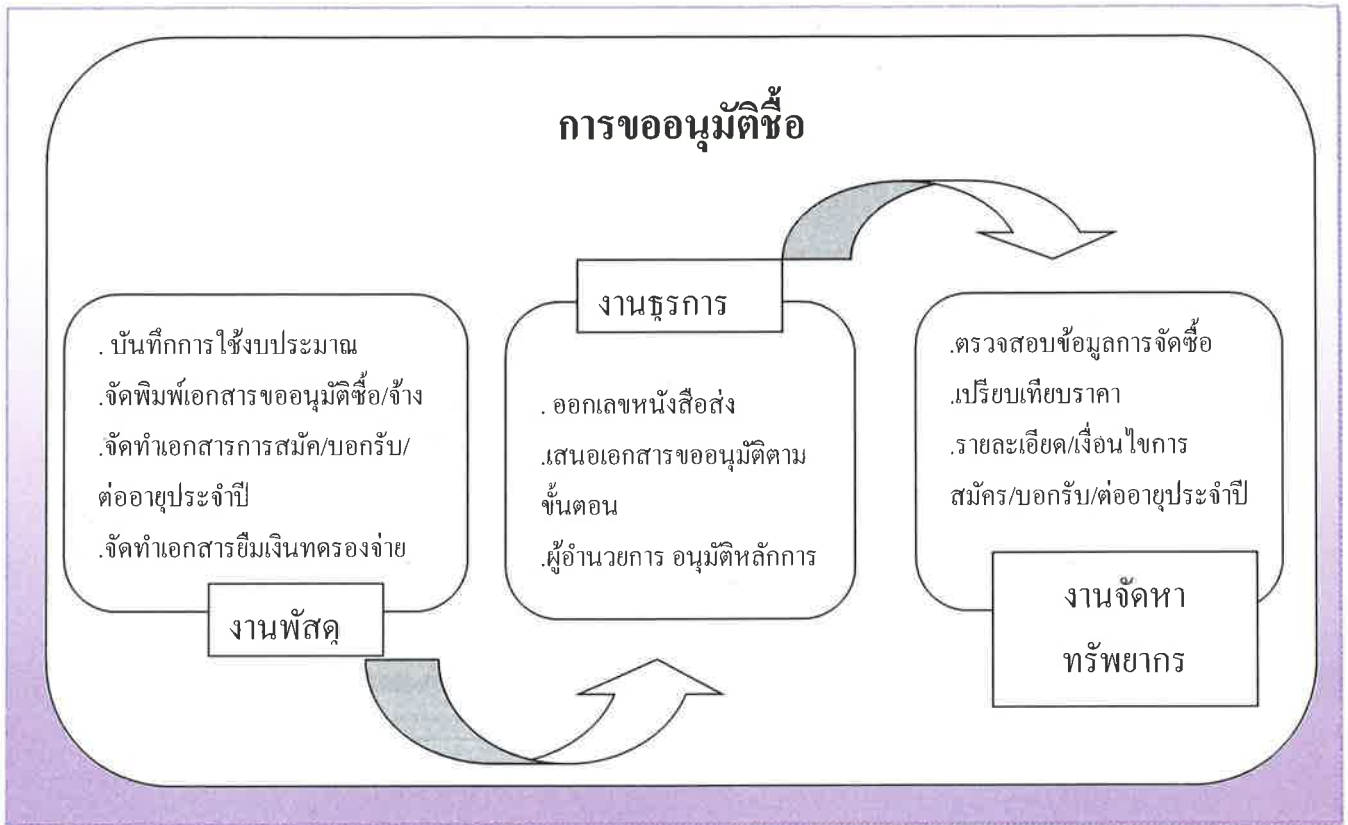 การขออนุมัติซื้อ
. บันทึกการใช้งบประมาณ
.จัดพิมพ์เอกสารขออนุมัติซื้อ/จ้าง
.จัดทำเอกสารการสมัค/บอกรับ/
ต่ออายุประจำปี
.จัดทำเอกสารยืมเงินทดรองจ่าย
งานพัสดุ
งานธุรการ
. ออกเลขหนังสือส่ง
.เสนอเอกสารขออนุมัติตาม
ขั้นตอน
.ผู้อำนวยการ อนุมัติหลักการ
.ตรวจสอบข้อมูลการจัดซื้อ
.เปรียบเทียบราคา
.รายละเอียด/เงื่อนไขการ
สมัคร/บอกรับ/ต่ออายุประจำปี
งานจัดหา
ทรัพยากร